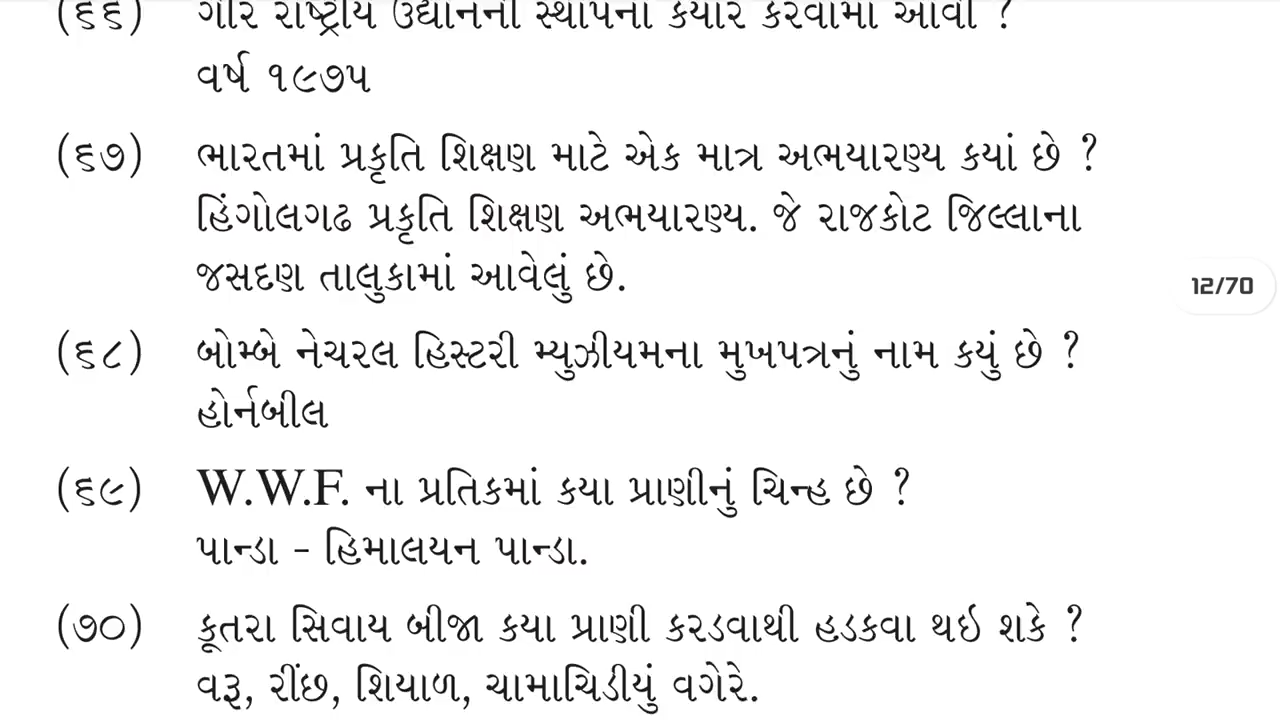 (૬૬) ગીર રાષ્ટ્રીય ઉદ્યાનની સ્થાપના કયારે કરવામાં આવી ?
વર્ષ ૧૯૭૫
(૬૭) ભારતમાં પ્રકૃતિ શિક્ષણ માટે એક માત્ર અભયારણ્ય કયાં છે ?
હિંગોલગઢ પ્રકૃતિ શિક્ષણ અભયારણ્ય. જે રાજકોટ જિલ્લાના
જસદણ તાલુકામાં આવેલું છે.
12/70
(૬૮) બોમ્બે નેચરલ હિસ્ટરી મ્યુઝીયમના મુખપત્રનું નામ કયું છે ?
હોર્નબીલ
(૬૯) W.W.F. ના પ્રતિકમાં કયા પ્રાણીનું ચિન્હ છે ?
પાન્ડા - હિમાલયન પાન્ડા.
(૭૦) કૂતરા સિવાય બીજા કયા પ્રાણી કરડવાથી હડકવા થઇ શકે ?
વરૂ, રીંછ, શિયાળ, ચામાચિડીયું વગેરે.